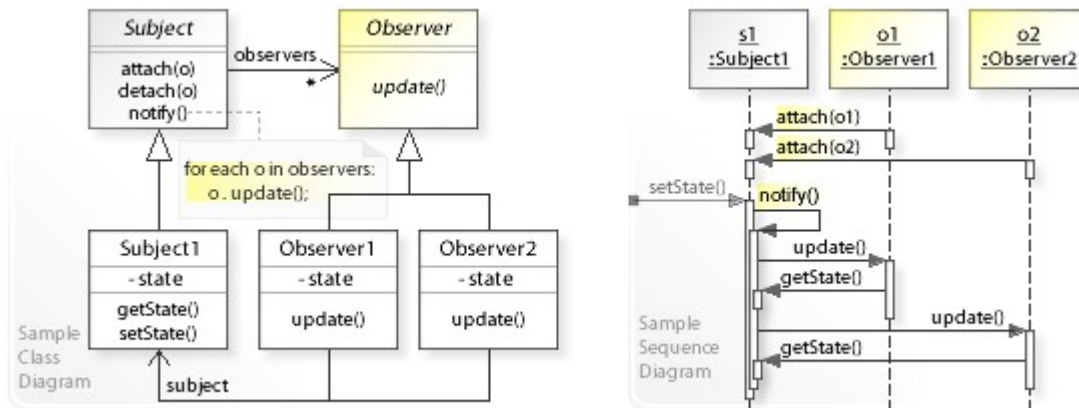 Subject
attach(o)
detach(o)
notify()
observers
*
Observer
update()
for each o in observers:
o . update();
Subject1
- state
getState()
setState()
Observer1
- state
update()
Observer2
- state
update()
subject
Sample
Class
Diagram
s1
:Subject1
o1
:Observer1
o2
:Observer2
attach(o1)
attach(o2)
setState()
notify()
update()
getState()
update()
getState()
Sample
Sequence
Diagram